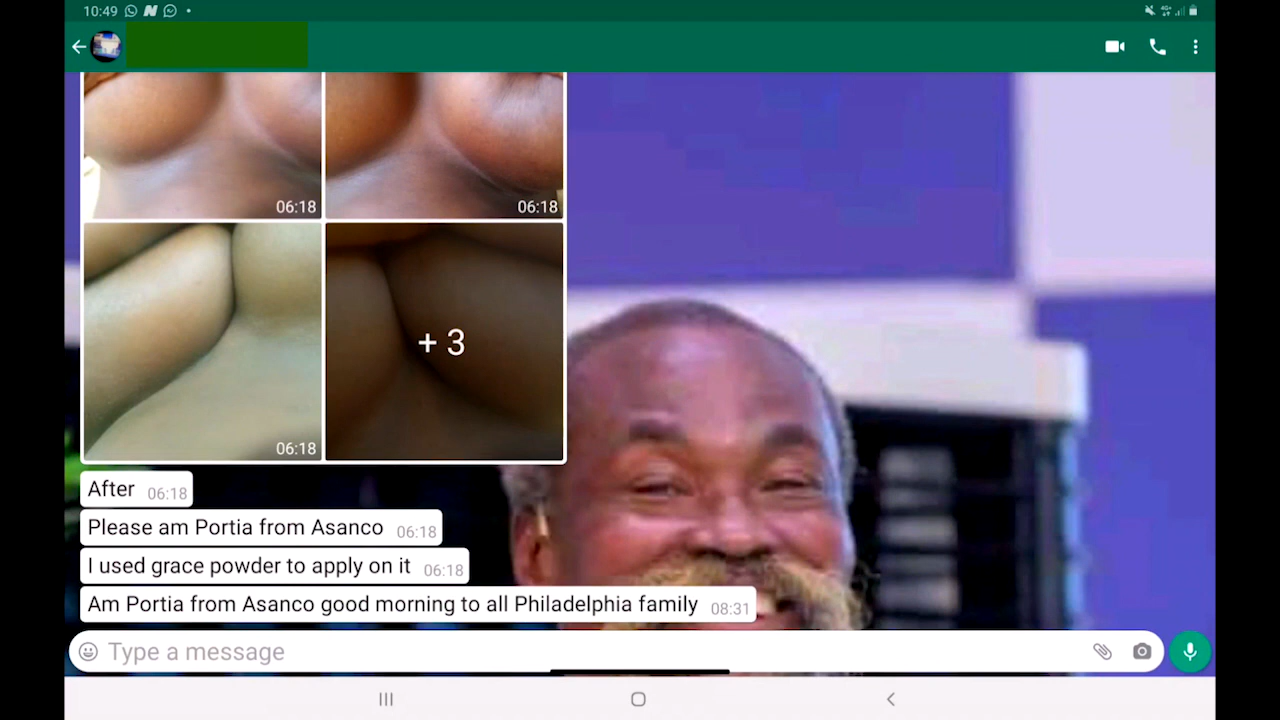 10:49
06:18
06:18
06:18
+ 3
After 06:18
Please am Portia from Asanco 06:18
I used grace powder to apply on it 06:18
Am Portia from Asanco good morning to all Philadelphia family 08:31
Type a message